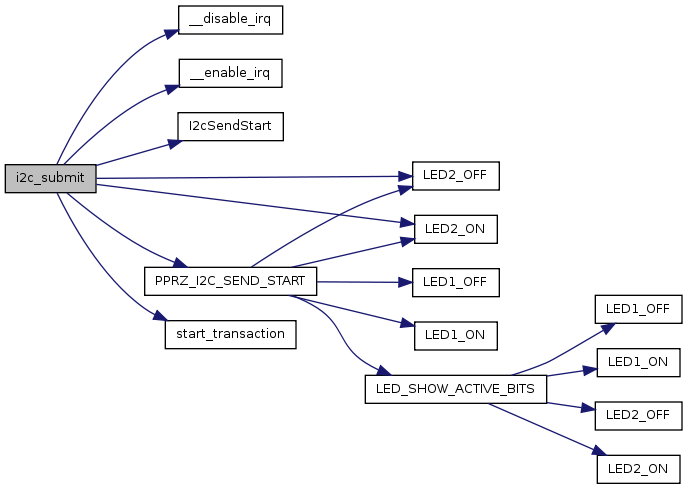 __disable_irq
__enable_irq
I2cSendStart
i2c_submit
LED2_OFF
LED2_ON
PPRZ_I2C_SEND_START
LED1_OFF
LED1_OFF
start_transaction
LED1_ON
LED1_ON
LED_SHOW_ACTIVE_BITS
LED2_OFF
LED2_ON